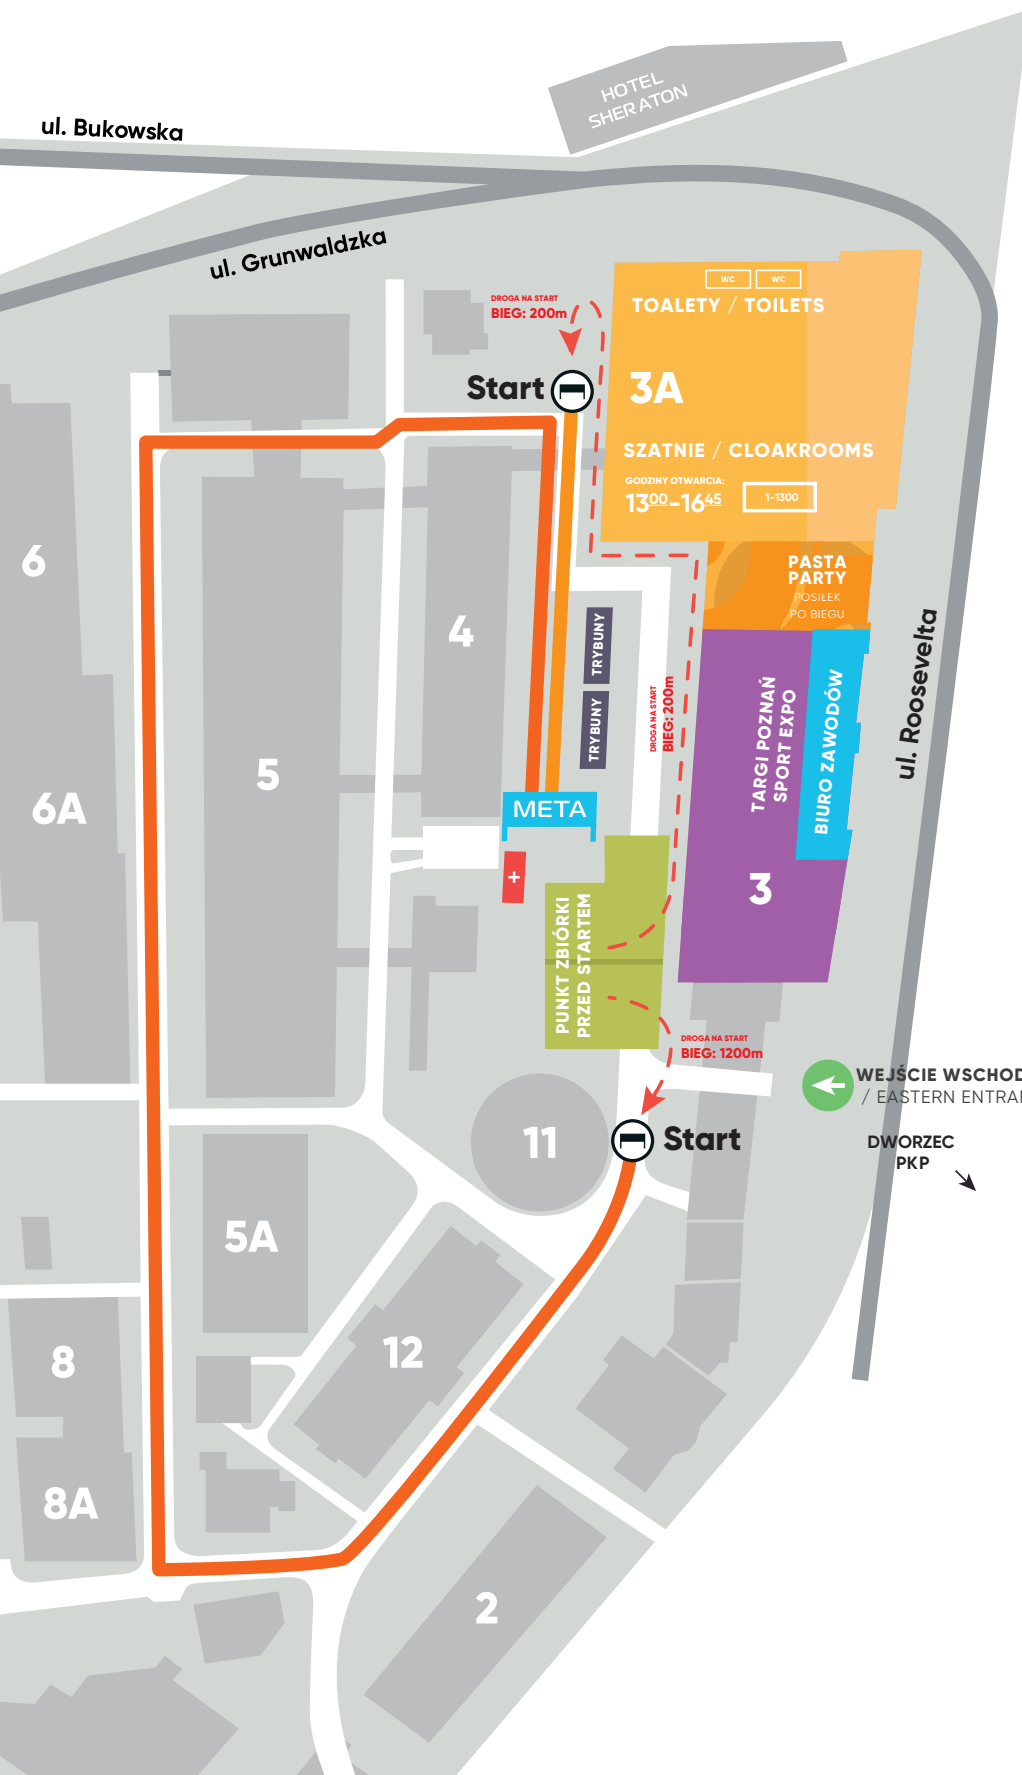 HOTEL
SHERATON
ul. Bukowska
ul. Grunwaldzka
DROGA NA START
BIEG: 200m
WC
WC
TOALETY / TOILETS
Start
3A
SZATNIE / CLOAKROOMS
GODZINY OTWARCIA:
13⁰⁰-16⁴⁵
1-1300
6
PASTA
PARTY
POSIŁEK
PO BIEGU
4
TRYBUNY
TRYBUNY
DROGA NA START
BIEG: 200m
TARGI POZNAŃ
SPORT EXPO
BIURO ZAWODÓW
ul. Roosevelta
5
6A
META
+
3
PUNKT ZBIÓRKI
PRZED STARTEM
DROGA NA START
BIEG: 1200m
WEJŚCIE WSCHOD
/ EASTERN ENTRA
11
Start
DWORZEC
PKP
5A
12
8
8A
2